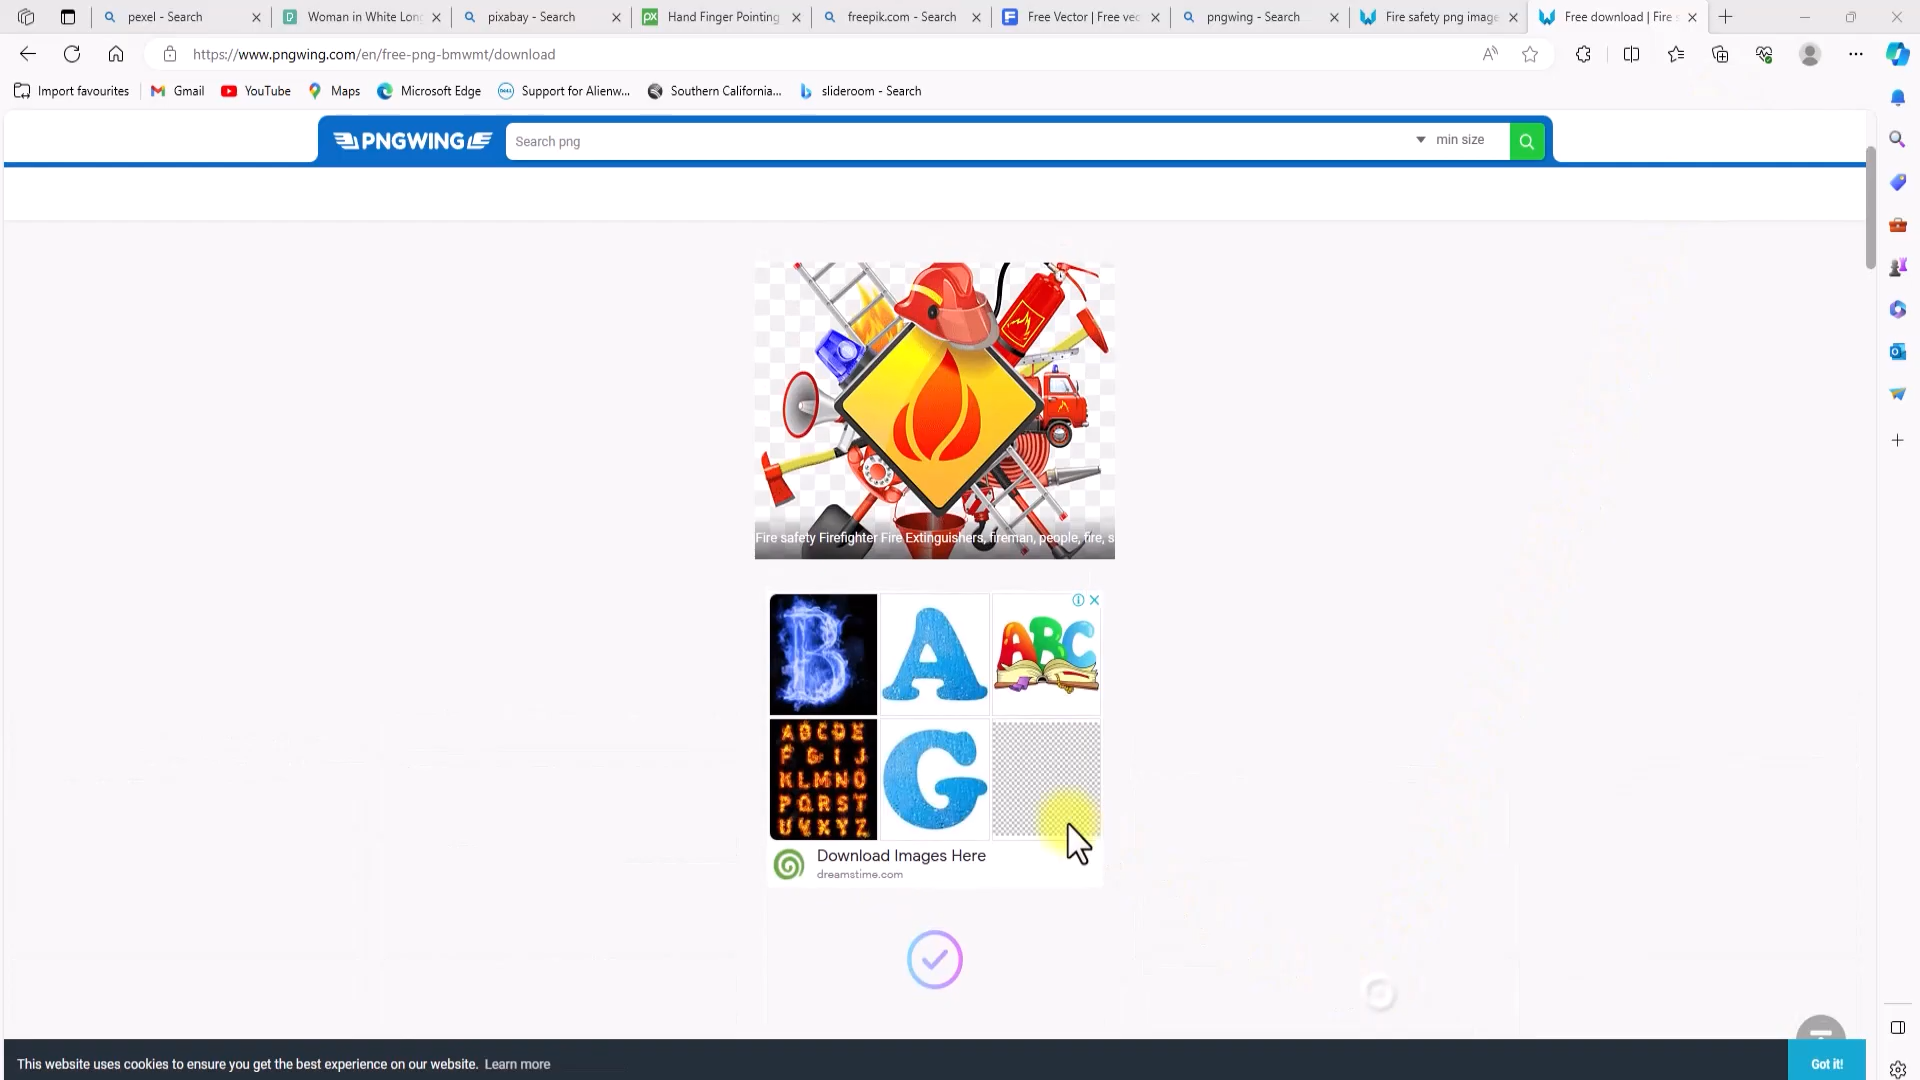 pexel - Search
Woman in White Lon
pixabay - Search
Hand Finger Pointing
freepik.com - Search
Free Vector | Free vec
pngwing - Search
Fire safety png image
Free download | Fire s
https://www.pngwing.com/en/free-png-bmwmt/download
Import favourites
Gmail
YouTube
Maps
Microsoft Edge
Support for Alienw...
Southern California...
slideroom - Search
PNGWING
Search png
min size
Fire safety Firefighter Fire Extinguishers, fireman, people, fire, s
B
A
ABC
A B C D E
F G I J
K L M N O
P Q R S T
U V X Y Z
G
Download Images Here
dreamstime.com
This website uses cookies to ensure you get the best experience on our website. Learn more
Got it!